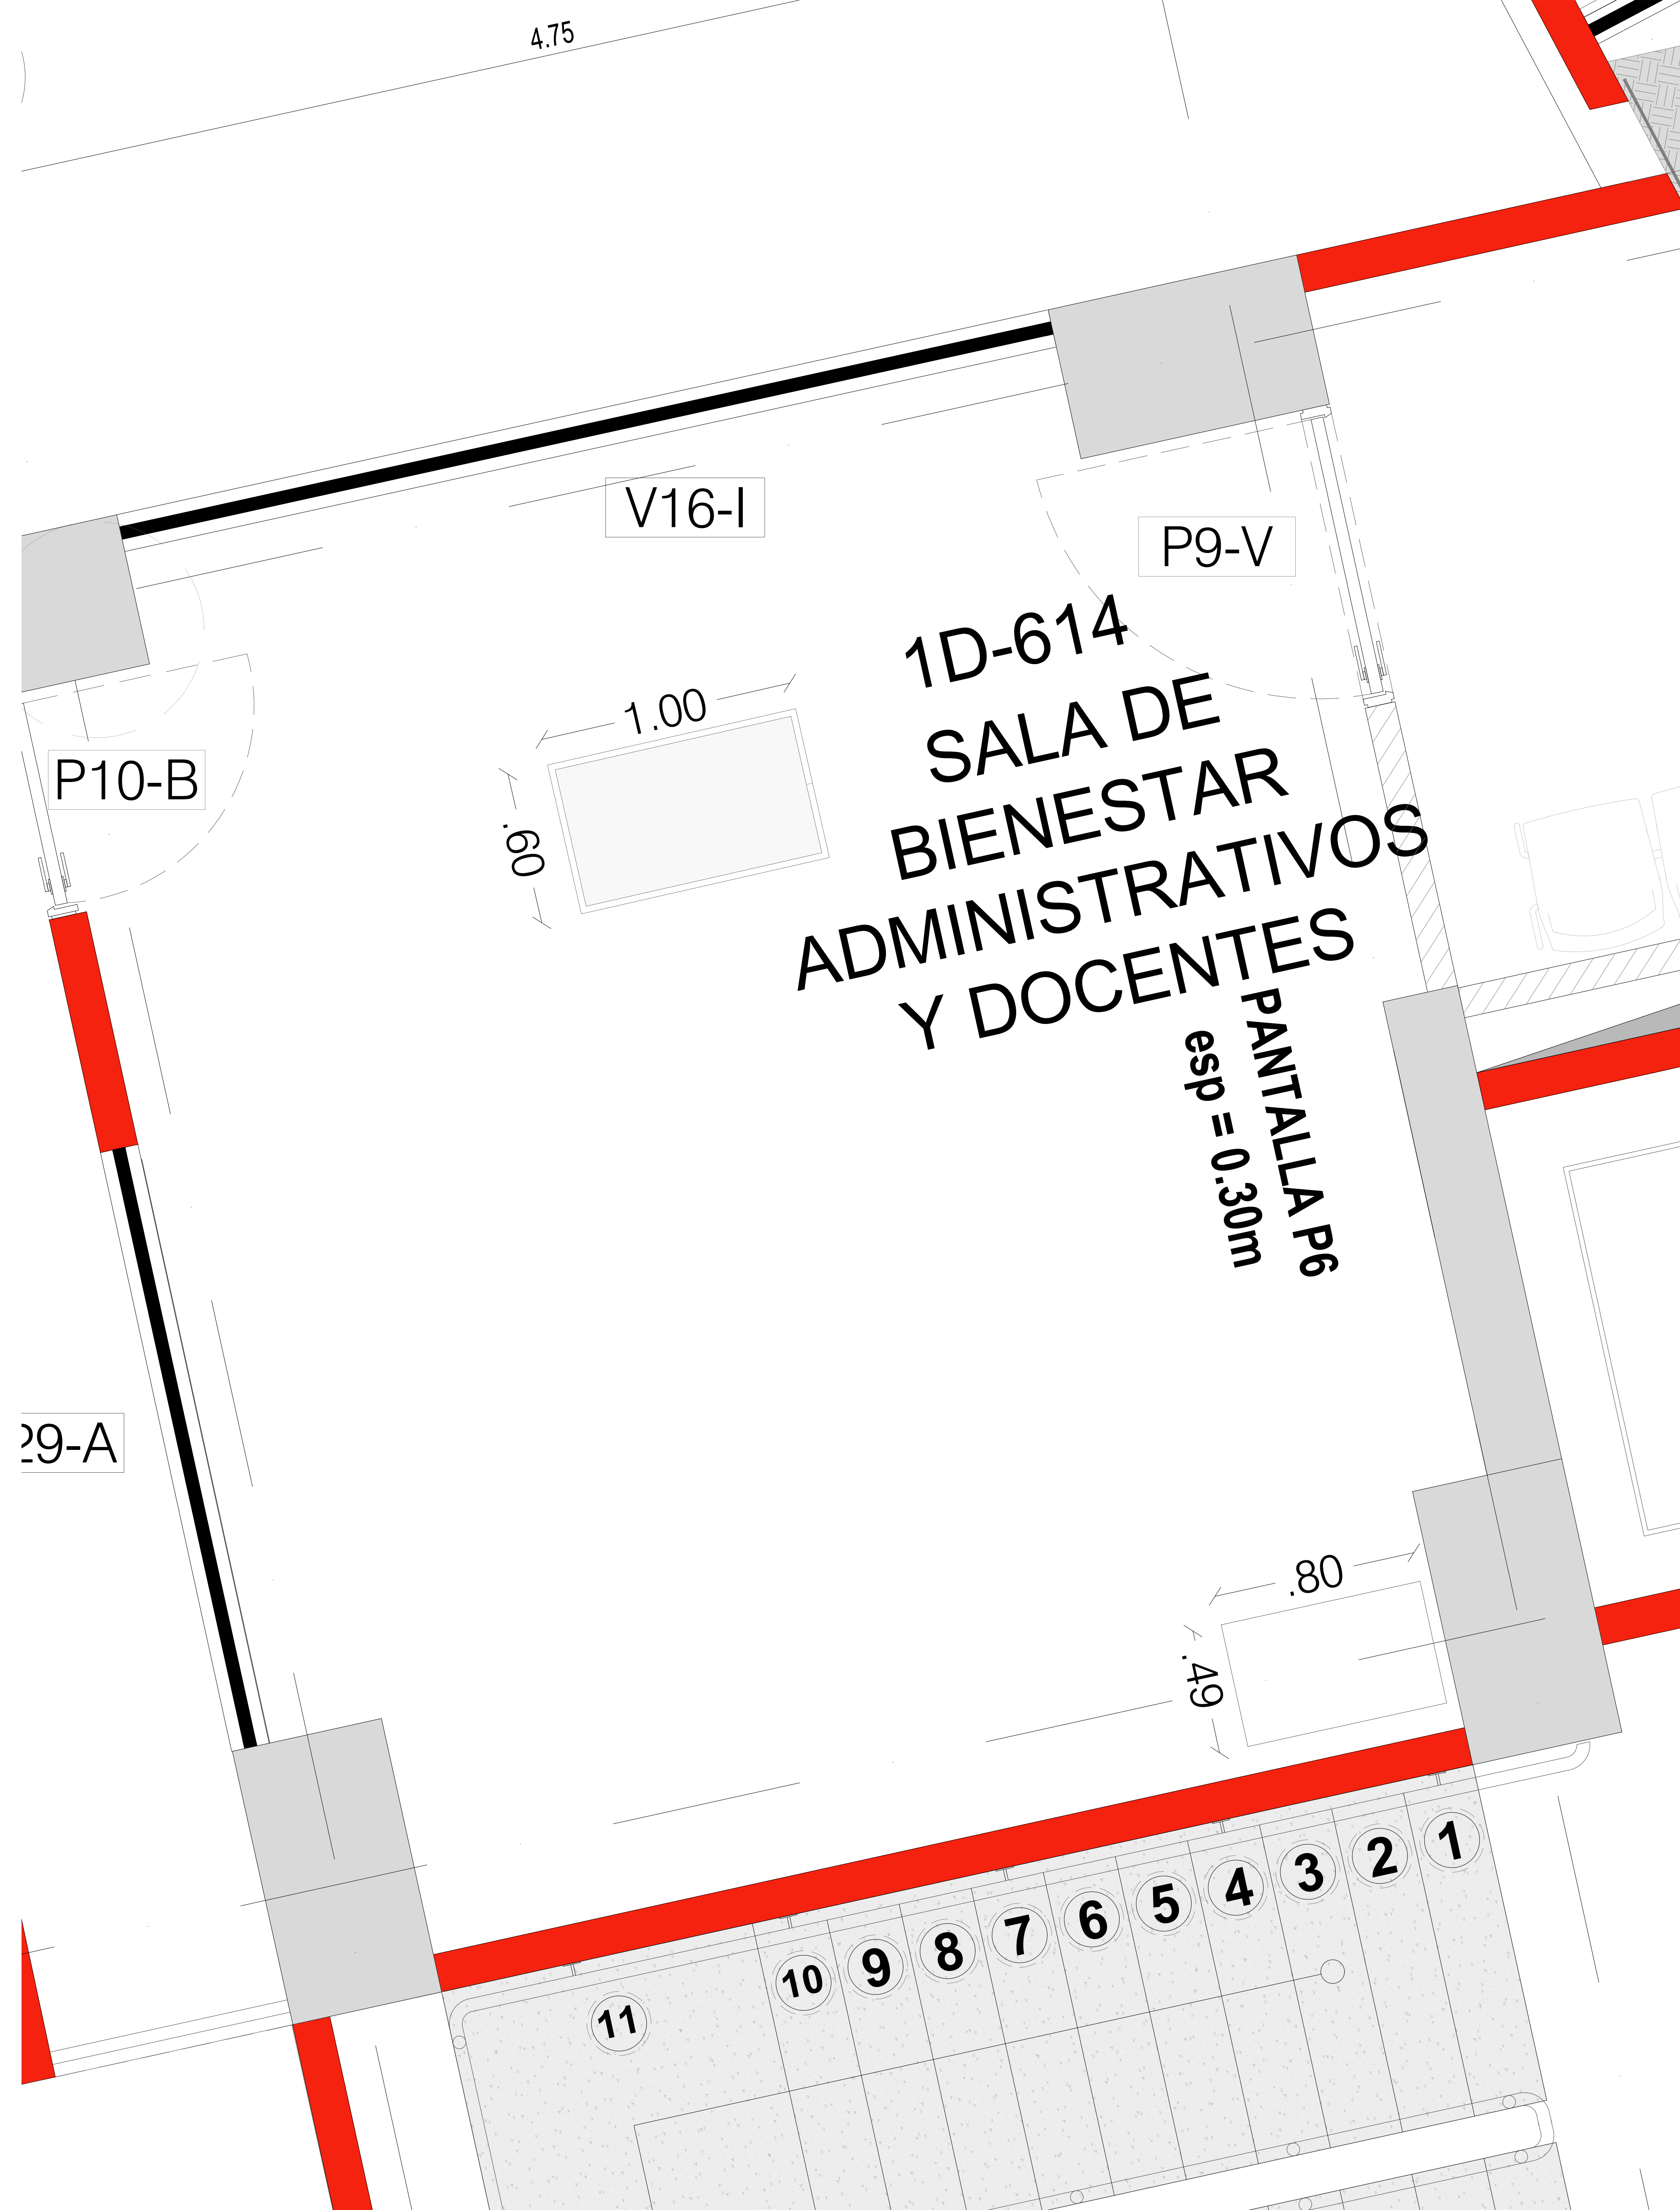 4.75
V16-I
P9-V
1D-614
SALA DE
BIENESTAR
ADMINISTRATIVOS
Y DOCENTES
1.00
.60
P10-B
PANTALLA P6
esp = 0.30m
29-A
.80
.49
1
2
3
4
5
6
7
8
9
10
11